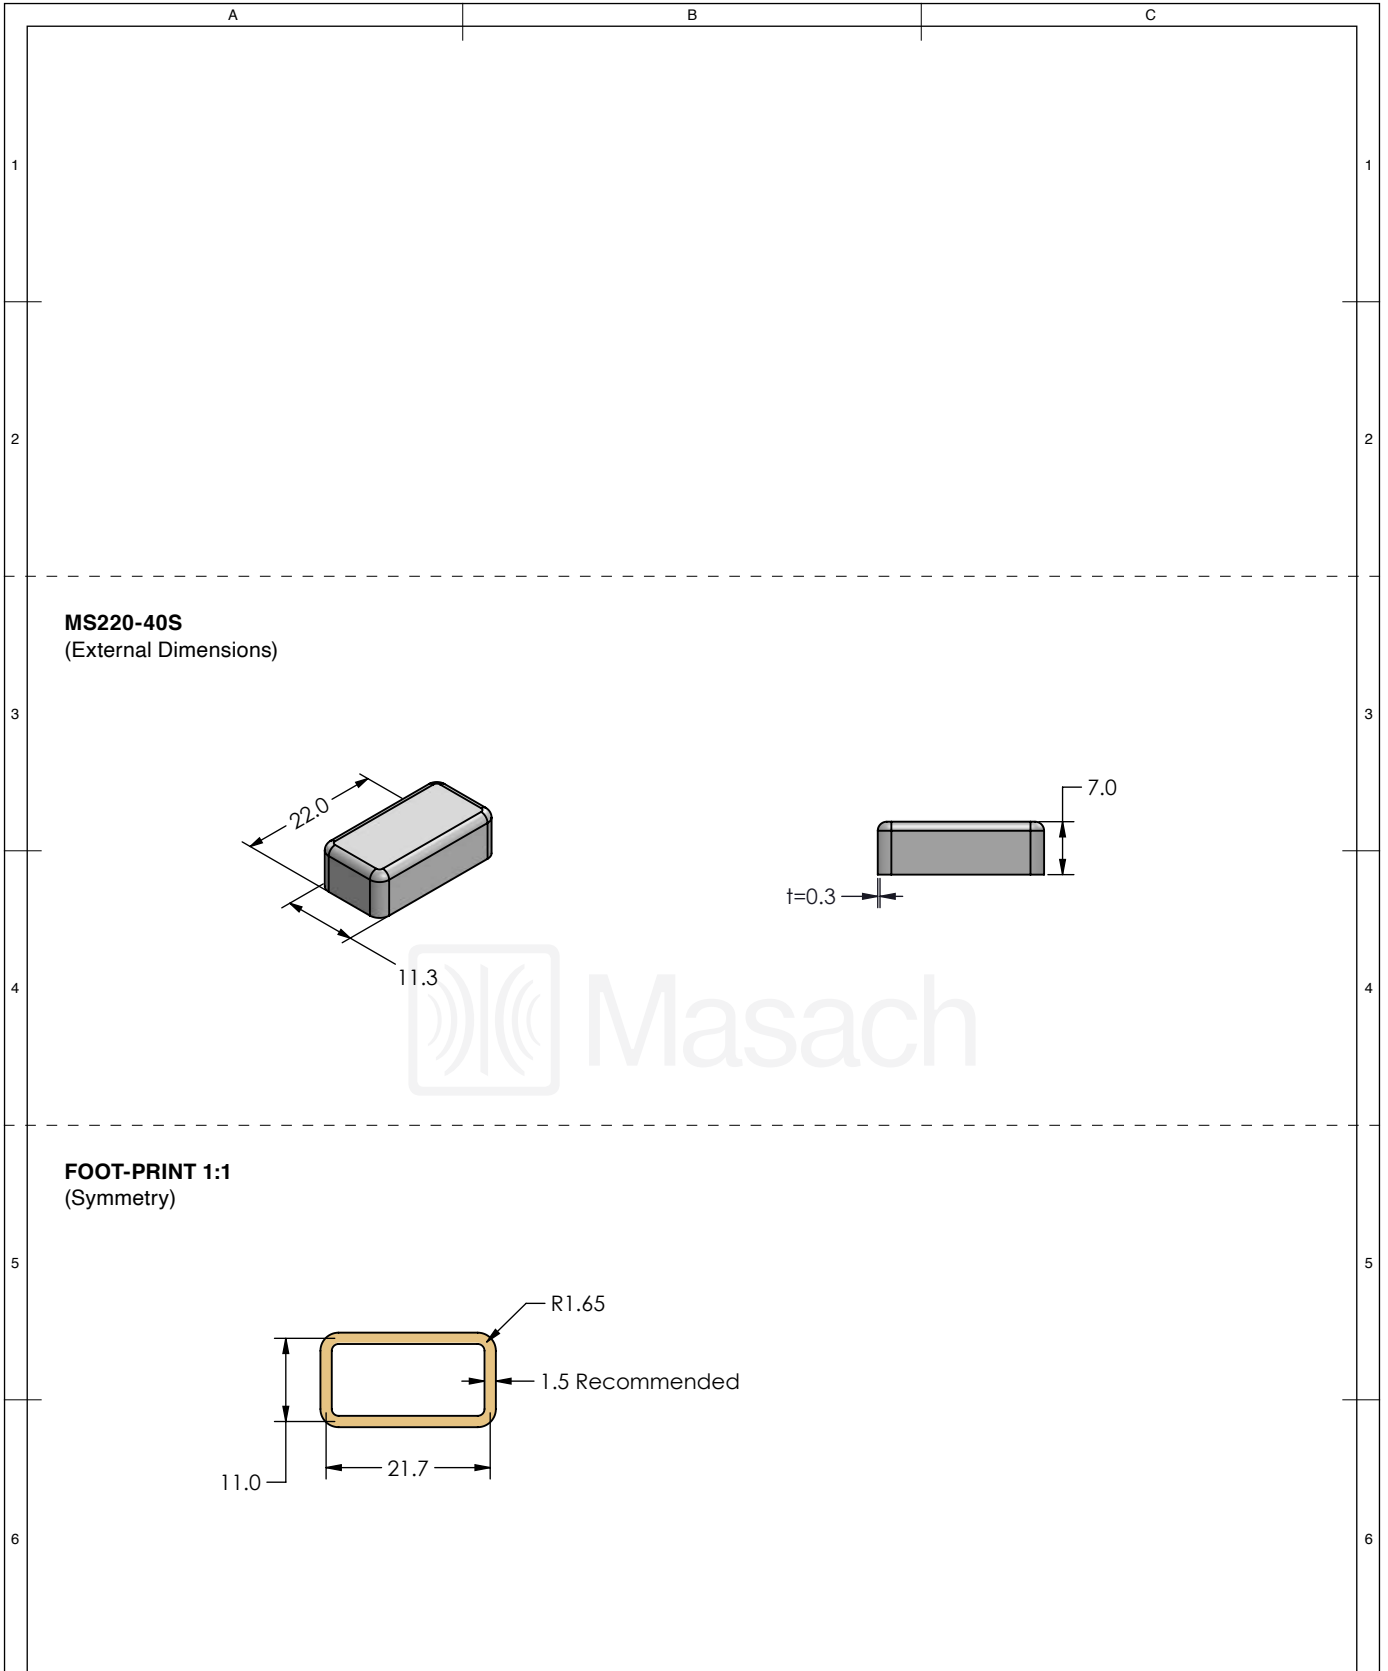 A B C
1 1
2 2
MS220-40S
(External Dimensions)
3 3
22.0
7.0
t=0.3
11.3
4 4
Masach
FOOT-PRINT 1:1
(Symmetry)
5 5
R1.65
1.5 Recommended
21.7
11.0
6 6